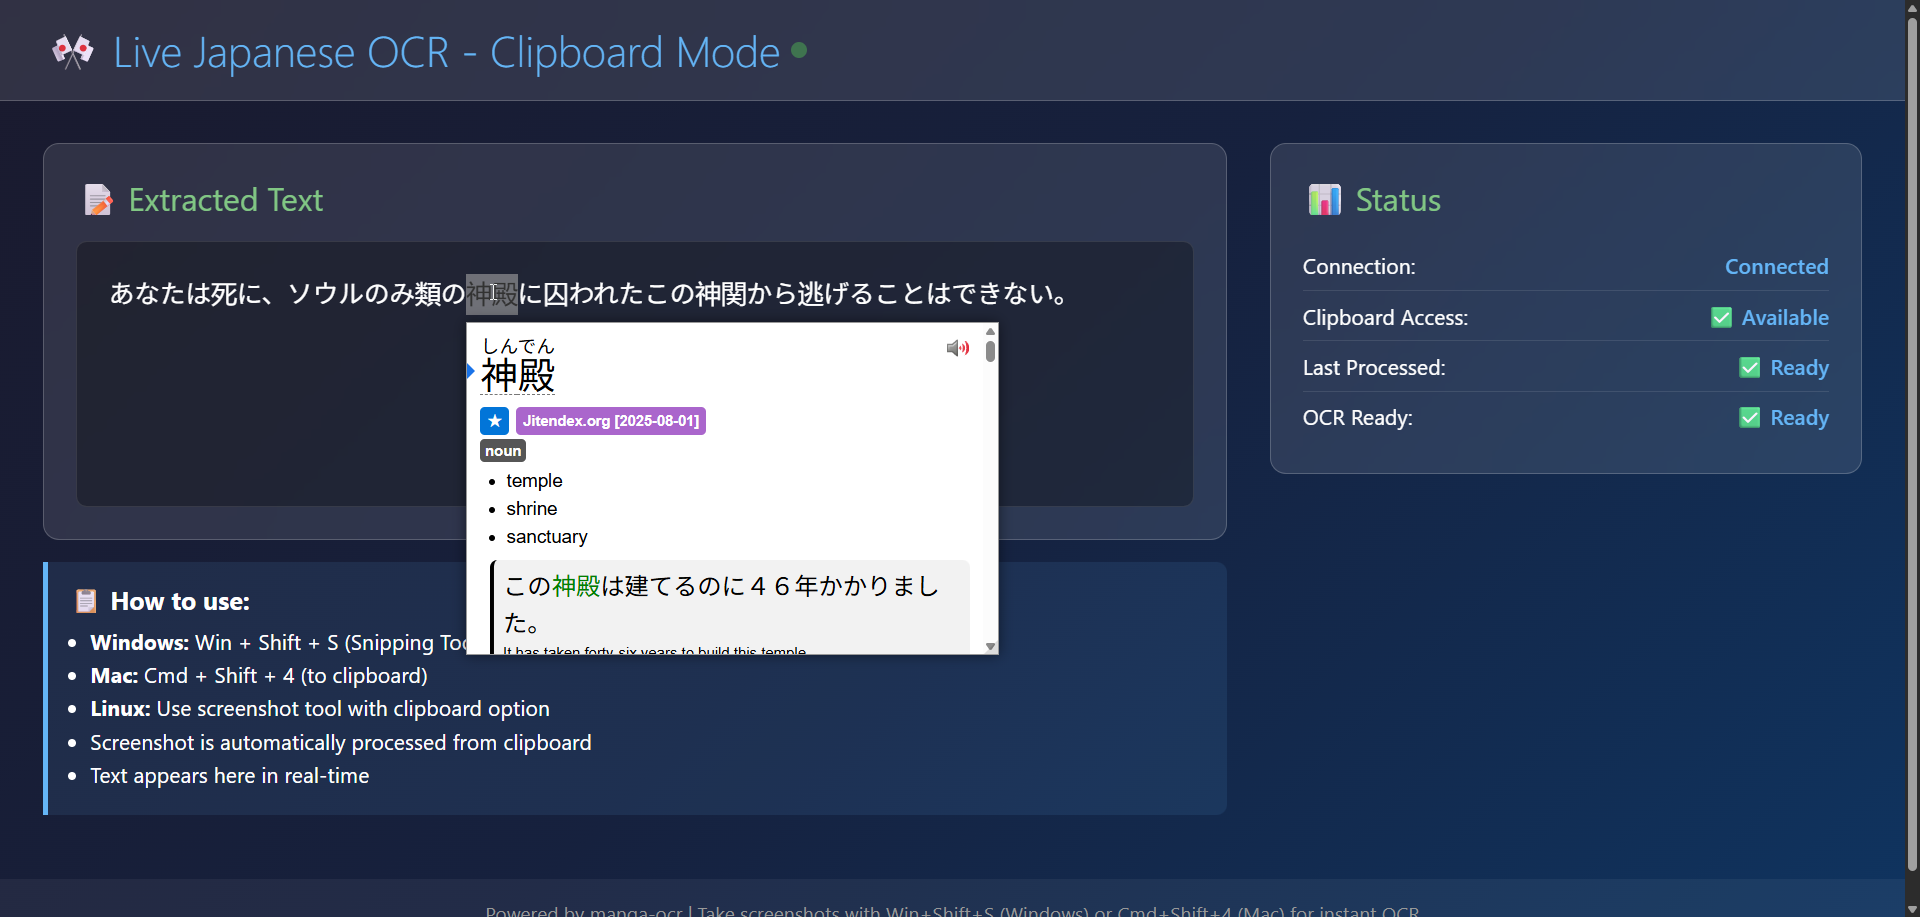 Live Japanese OCR - Clipboard Mode
Extracted Text
あなたは死に、ソウルのみ類の神殿に囚われたこの神関から逃げることはできない。
しんでん
神殿
★ Jitendex.org [2025-08-01]
noun
• temple
• shrine
• sanctuary
この神殿は建てるのに４６年かかりまし
た。
It has taken forty-six years to build this temple.
How to use:
• Windows: Win + Shift + S (Snipping Too
• Mac: Cmd + Shift + 4 (to clipboard)
• Linux: Use screenshot tool with clipboard option
• Screenshot is automatically processed from clipboard
• Text appears here in real-time
Status
Connection: Connected
Clipboard Access: ✅ Available
Last Processed: ✅ Ready
OCR Ready: ✅ Ready
Powered by manga-ocr | Take screenshots with Win+Shift+S (Windows) or Cmd+Shift+4 (Mac) for instant OCR